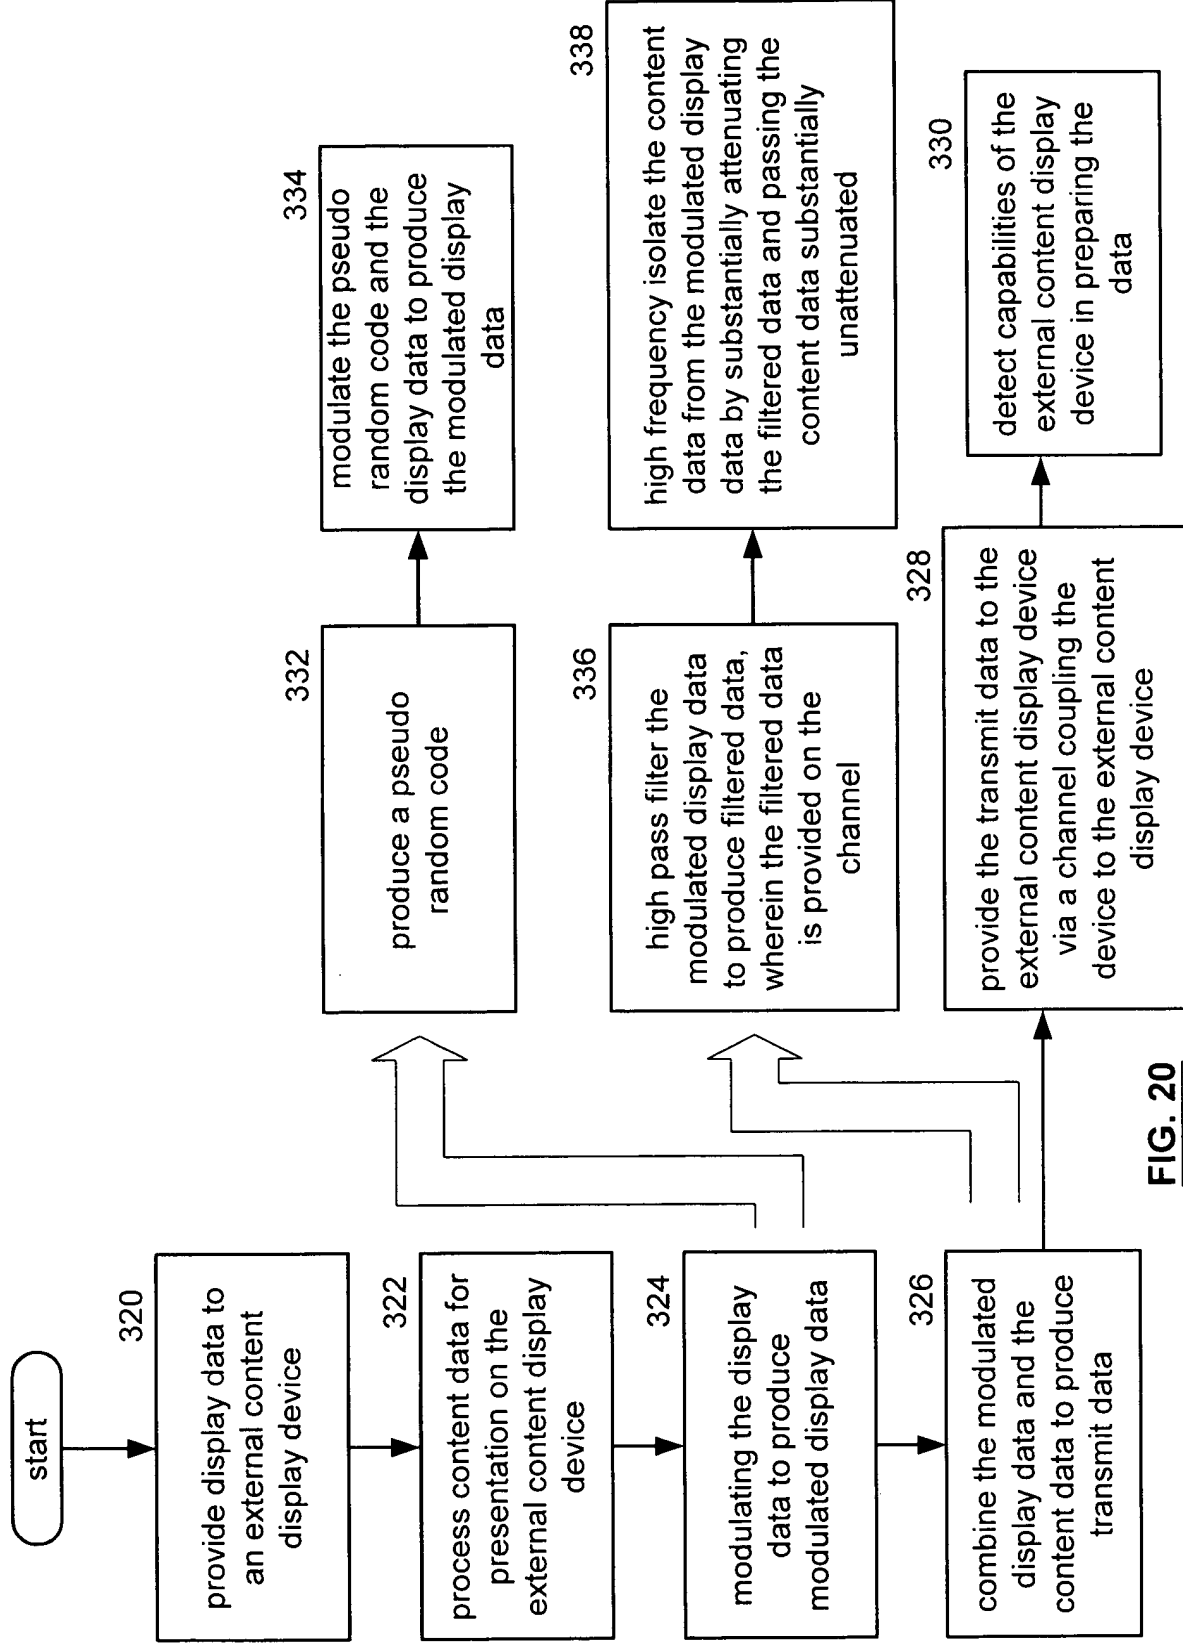 start
320
provide display data to
an external content
display device
322
process content data for
presentation on the
external content display
device
324
modulating the display
data to produce
modulated display data
326
combine the modulated
display data and the
content data to produce
transmit data
332
produce a pseudo
random code
334
modulate the pseudo
random code and the
display data to produce
the modulated display
data
336
high pass filter the
modulated display data
to produce filtered data,
wherein the filtered data
is provided on the
channel
338
high frequency isolate the content
data from the modulated display
data by substantially attenuating
the filtered data and passing the
content data substantially
unattenuated
328
provide the transmit data to the
external content display device
via a channel coupling the
device to the external content
display device
330
detect capabilities of the
external content display
device in preparing the
data
FIG. 20